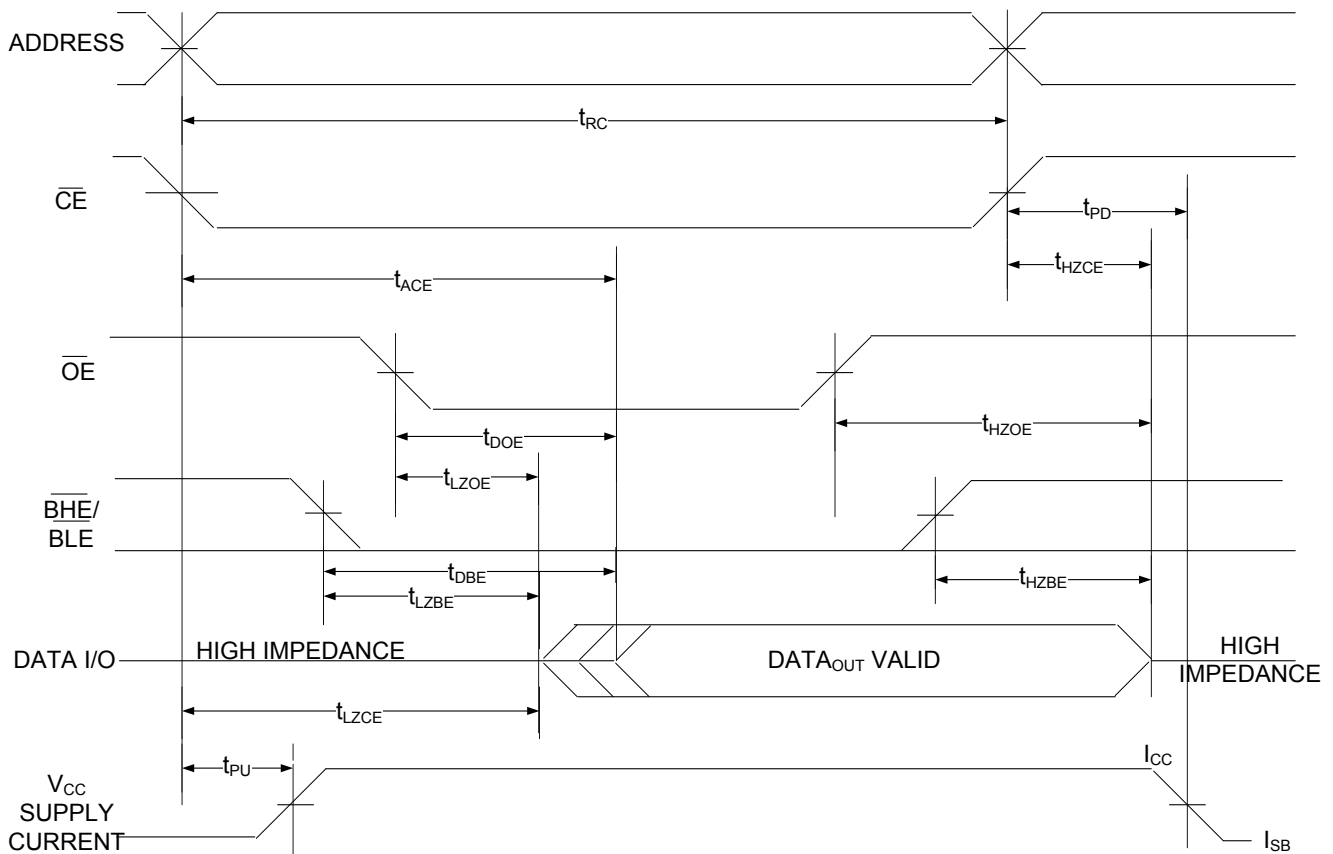 ADDRESS
tRC
CE
tPD
tHZCE
tACE
OE
tDOE
tHZOE
tLZOE
BHE/
BLE
tDBE
tHZBE
tLZBE
DATA I/O
HIGH IMPEDANCE
DATAOUT VALID
HIGH
IMPEDANCE
tLZCE
tPU
ICC
VCC
SUPPLY
CURRENT
ISB